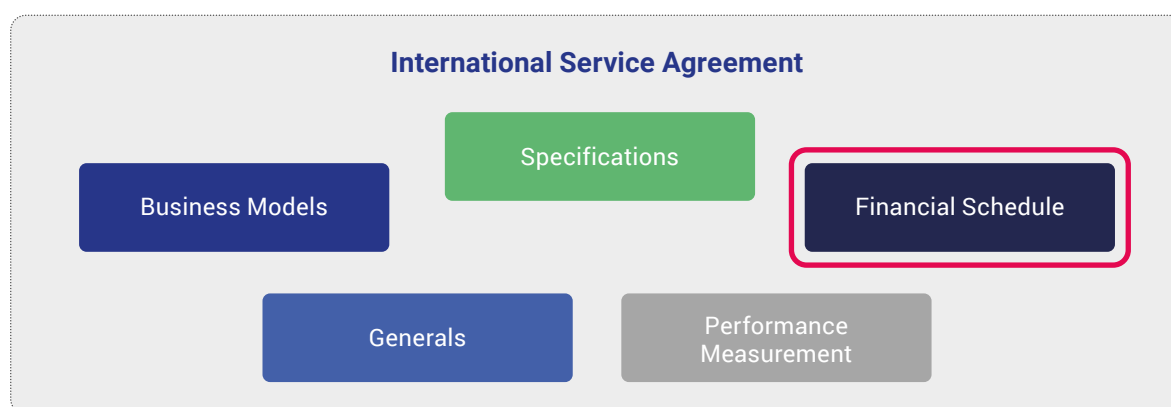 International Service Agreement
Specifications
Business Models
Financial Schedule
Generals
Performance
Measurement